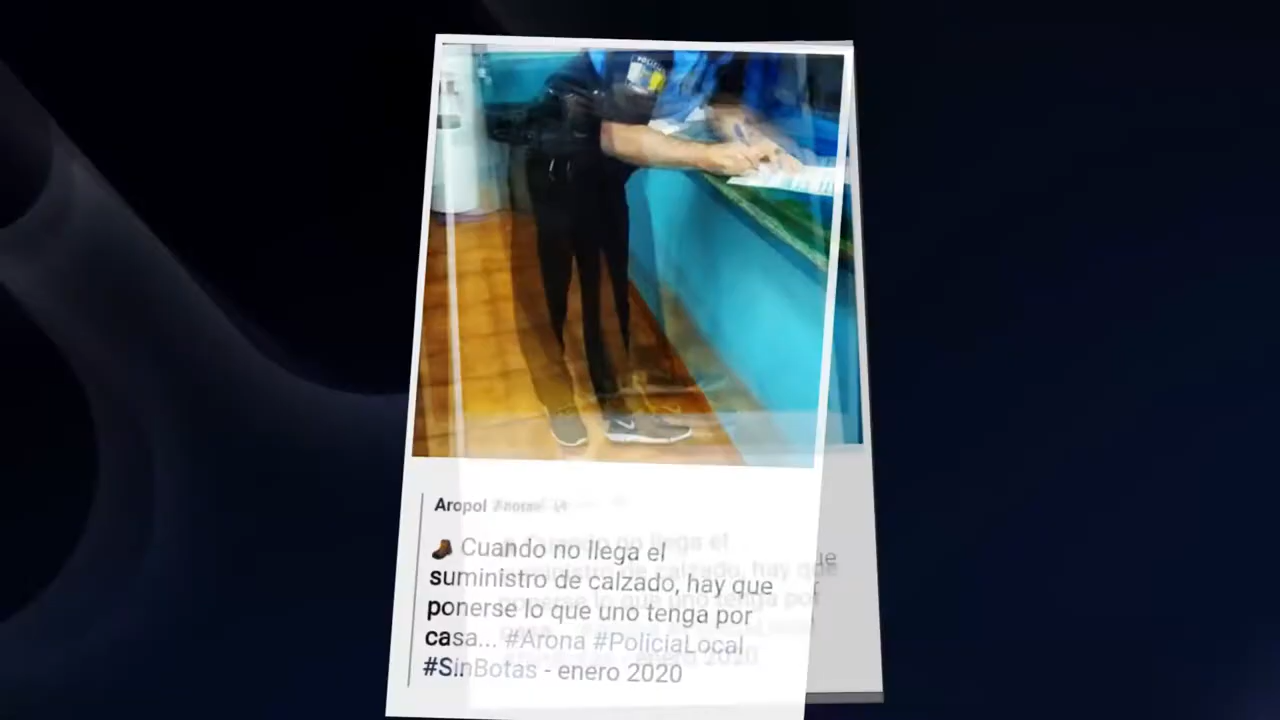 POLICIA
Aropol
Cuando no llega el
suministro de calzado, hay que
ponerse lo que uno tenga por
casa... #Arona #PoliciaLocal
#SinBotas - enero 2020